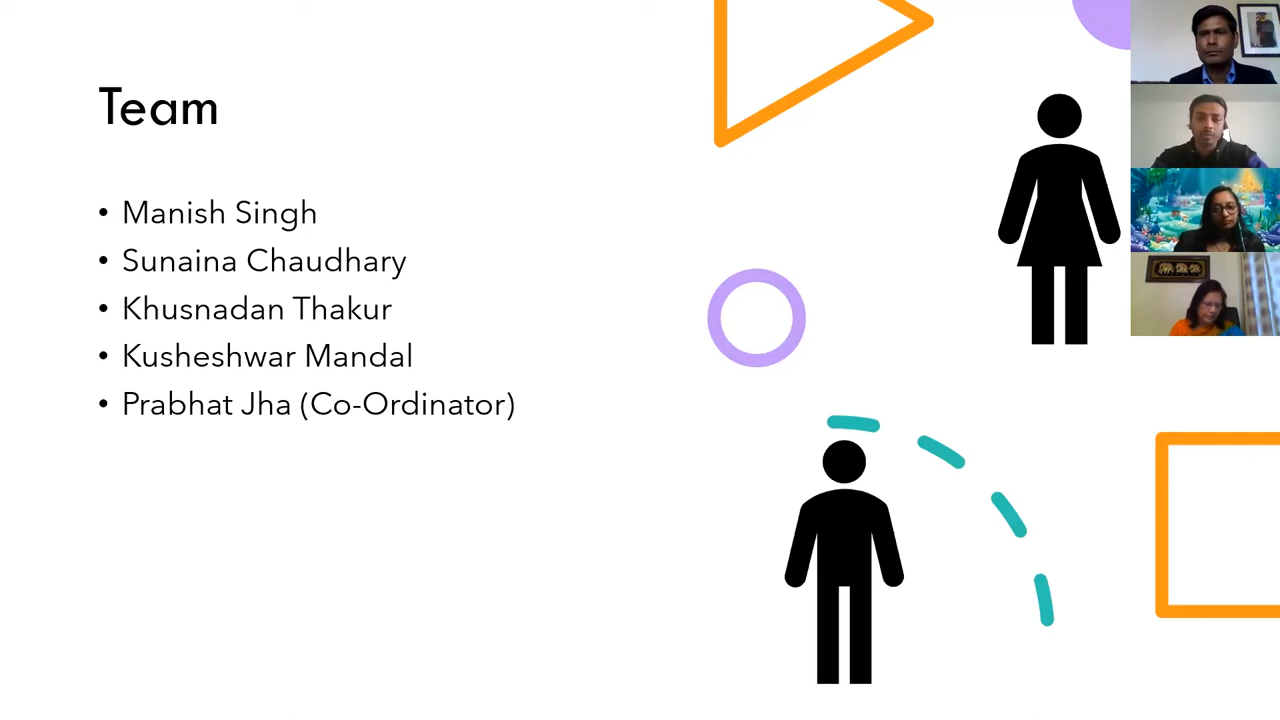 Team
• Manish Singh
• Sunaina Chaudhary
• Khusnadan Thakur
• Kusheshwar Mandal
• Prabhat Jha (Co-Ordinator)